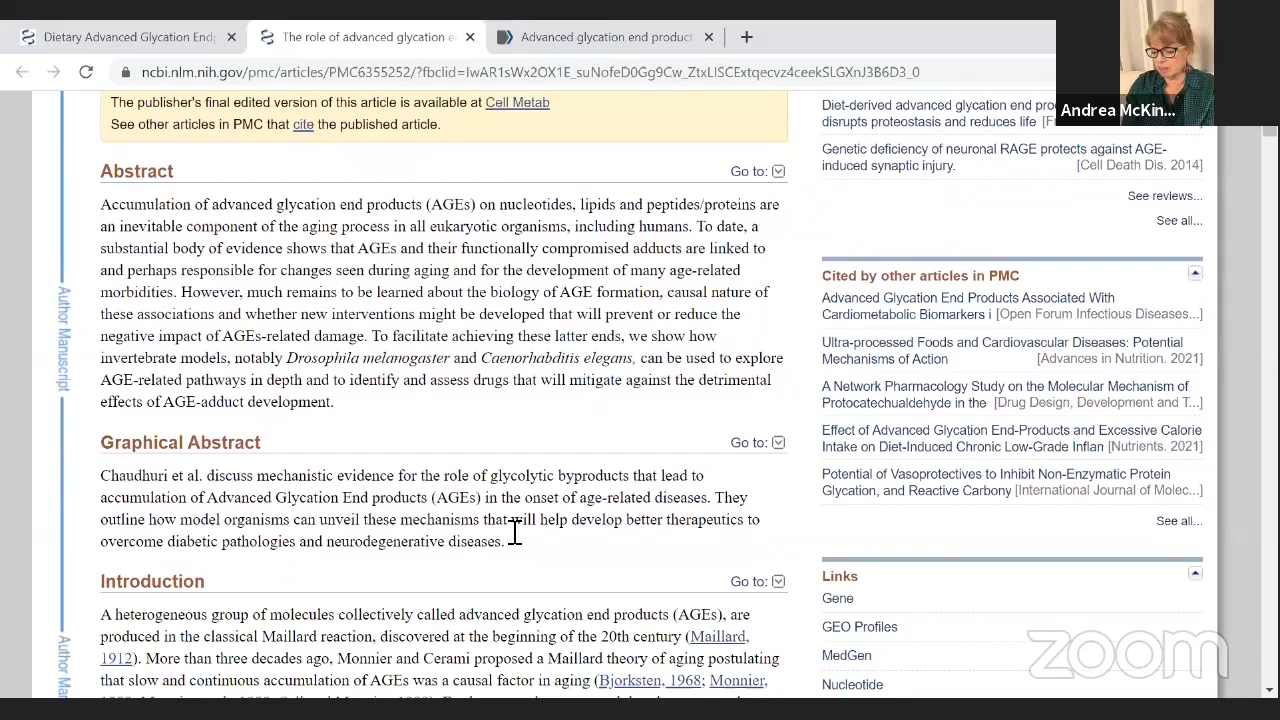 Dietary Advanced Glycation End
The role of advanced glycation e
Advanced glycation end product
ncbi.nlm.nih.gov/pmc/articles/PMC6355252/?fbclid=IwAR1sWx2OX1E_suNofeD0Gg9Cw_ZtxLISCExtqecvz4ceekSLGXnJ3B6D3_0
Andrea McKin...
The publisher's final edited version of this article is available at Cell Metab
See other articles in PMC that cite the published article.
Abstract
Go to:
Accumulation of advanced glycation end products (AGEs) on nucleotides, lipids and peptides/proteins are
an inevitable component of the aging process in all eukaryotic organisms, including humans. To date, a
substantial body of evidence shows that AGEs and their functionally compromised adducts are linked to
and perhaps responsible for changes seen during aging and for the development of many age-related
morbidities. However, much remains to be learned about the biology of AGE formation, causal nature of
these associations and whether new interventions might be developed that will prevent or reduce the
negative impact of AGEs-related damage. To facilitate achieving these latter ends, we show how
invertebrate models, notably Drosophila melanogaster and Caenorhabditis elegans, can be used to explore
AGE-related pathways in depth and to identify and assess drugs that will mitigate against the detrimental
effects of AGE-adduct development.
Graphical Abstract
Go to:
Chaudhuri et al. discuss mechanistic evidence for the role of glycolytic byproducts that lead to
accumulation of Advanced Glycation End products (AGEs) in the onset of age-related diseases. They
outline how model organisms can unveil these mechanisms that will help develop better therapeutics to
overcome diabetic pathologies and neurodegenerative diseases.
Introduction
Go to:
A heterogeneous group of molecules collectively called advanced glycation end products (AGEs), are
produced in the classical Maillard reaction, discovered at the beginning of the 20th century (Maillard,
1912). More than three decades ago, Monnier and Cerami proposed a Maillard theory of aging postulating
that slow and continuous accumulation of AGEs was a causal factor in aging (Bjorksten, 1968; Monnier,
Author Manuscript
Author Man
Diet-derived advanced glycation end pro
disrupts proteostasis and reduces life [F
Genetic deficiency of neuronal RAGE protects against AGE-
induced synaptic injury. [Cell Death Dis. 2014]
See reviews...
See all...
Cited by other articles in PMC
Advanced Glycation End Products Associated With
Cardiometabolic Biomarkers i [Open Forum Infectious Diseases...]
Ultra-processed Foods and Cardiovascular Diseases: Potential
Mechanisms of Action [Advances in Nutrition. 2021]
A Network Pharmacology Study on the Molecular Mechanism of
Protocatechualdehyde in the [Drug Design, Development and T...]
Effect of Advanced Glycation End-Products and Excessive Calorie
Intake on Diet-Induced Chronic Low-Grade Inflan [Nutrients. 2021]
Potential of Vasoprotectives to Inhibit Non-Enzymatic Protein
Glycation, and Reactive Carbony [International Journal of Molec...]
See all...
Links
Gene
GEO Profiles
MedGen
Nucleotide
zoom